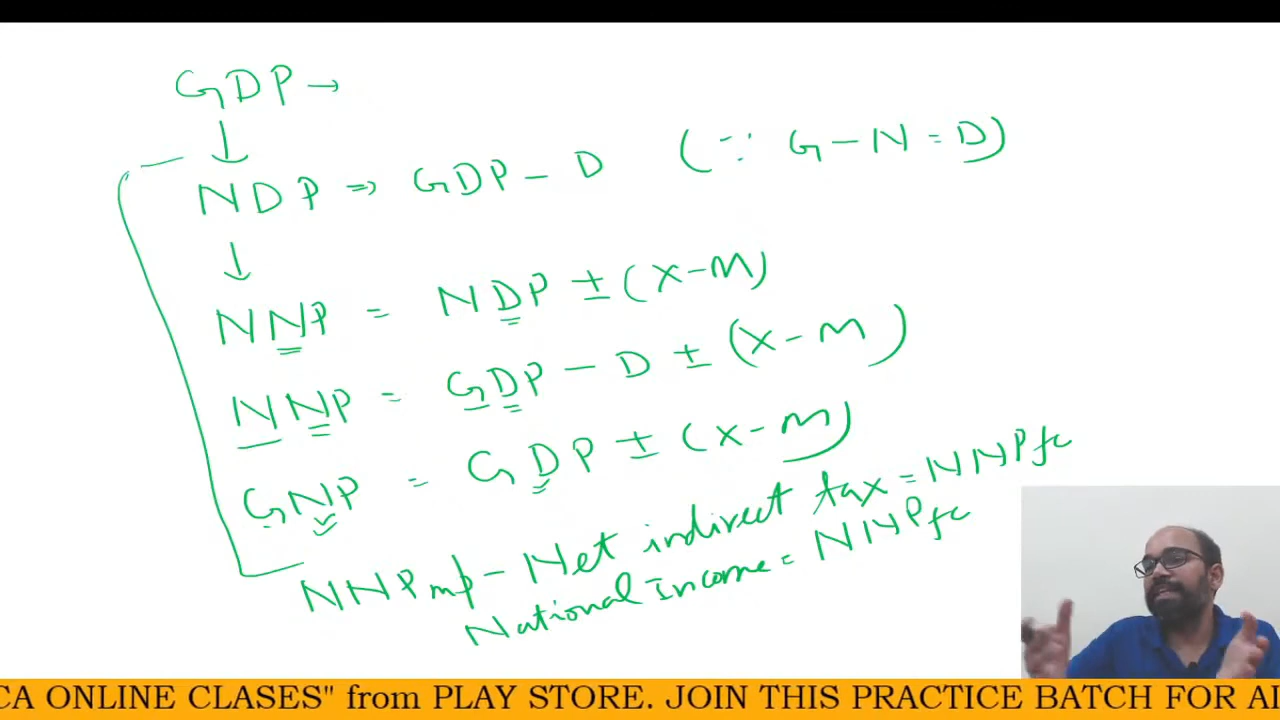 GDP →
↓
NDP ⇒ GDP - D (∵ G - N = D)
↓
NNP = NDP ± (X-M)
NNP = GDP - D ± (X-M)
GNP = GDP ± (X-M)
NNPmp - Net indirect tax = NNPfc
National Income = NNPfc
CA ONLINE CLASES" from PLAY STORE. JOIN THIS PRACTICE BATCH FOR AL